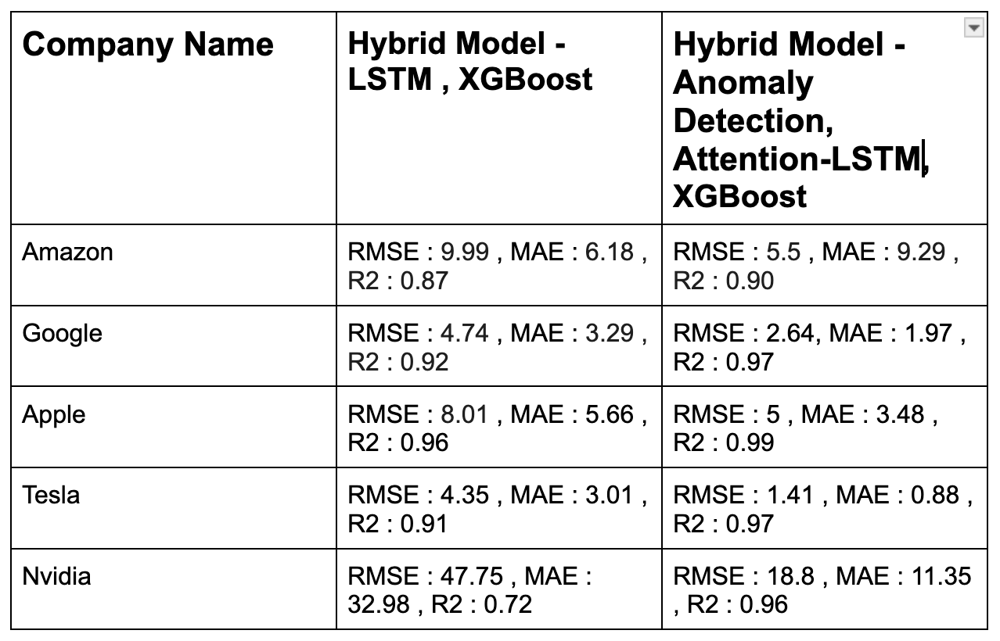 Company Name
Hybrid Model -
LSTM , XGBoost
Hybrid Model -
Anomaly
Detection,
Attention-LSTM,
XGBoost
Amazon
RMSE : 9.99 , MAE : 6.18 ,
R2 : 0.87
RMSE : 5.5 , MAE : 9.29 ,
R2 : 0.90
Google
RMSE : 4.74 , MAE : 3.29 ,
R2 : 0.92
RMSE : 2.64, MAE : 1.97 ,
R2 : 0.97
Apple
RMSE : 8.01 , MAE : 5.66 ,
R2 : 0.96
RMSE : 5 , MAE : 3.48 ,
R2 : 0.99
Tesla
RMSE : 4.35 , MAE : 3.01 ,
R2 : 0.91
RMSE : 1.41 , MAE : 0.88 ,
R2 : 0.97
Nvidia
RMSE : 47.75 , MAE :
32.98 , R2 : 0.72
RMSE : 18.8 , MAE : 11.35
, R2 : 0.96